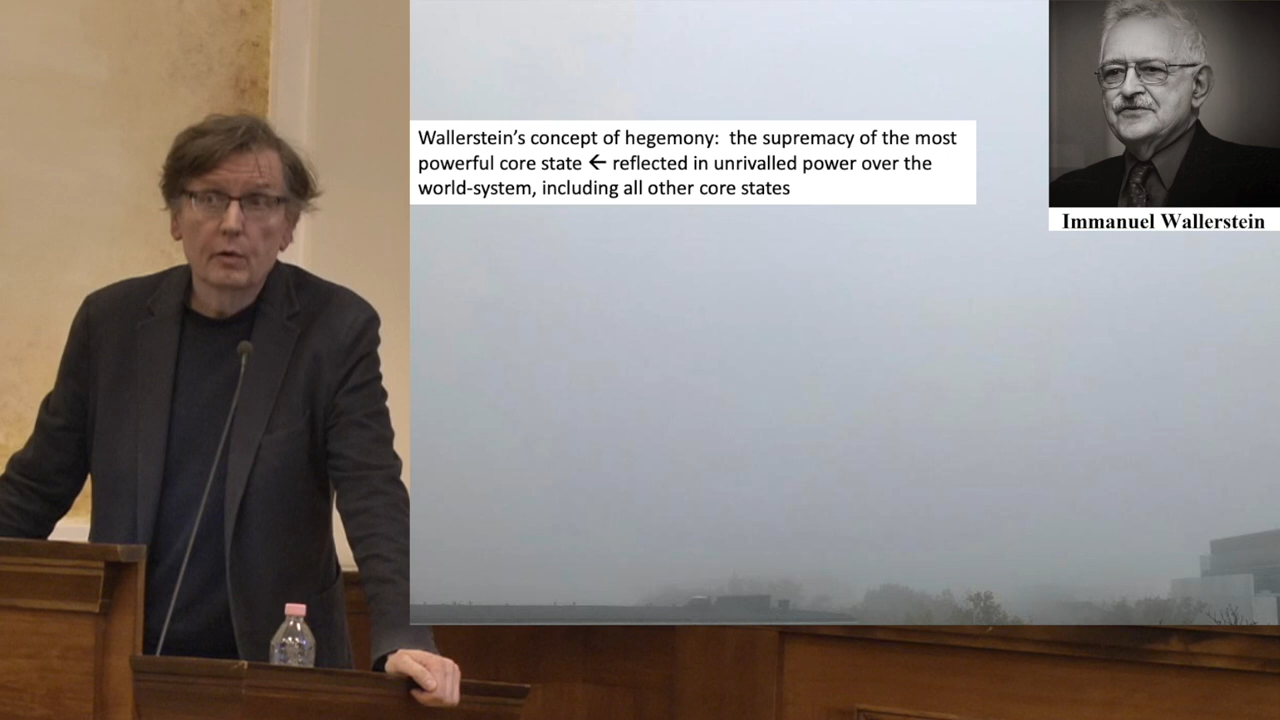 Wallerstein’s concept of hegemony:  the supremacy of the most
powerful core state ← reflected in unrivalled power over the
world-system, including all other core states
Immanuel Wallerstein